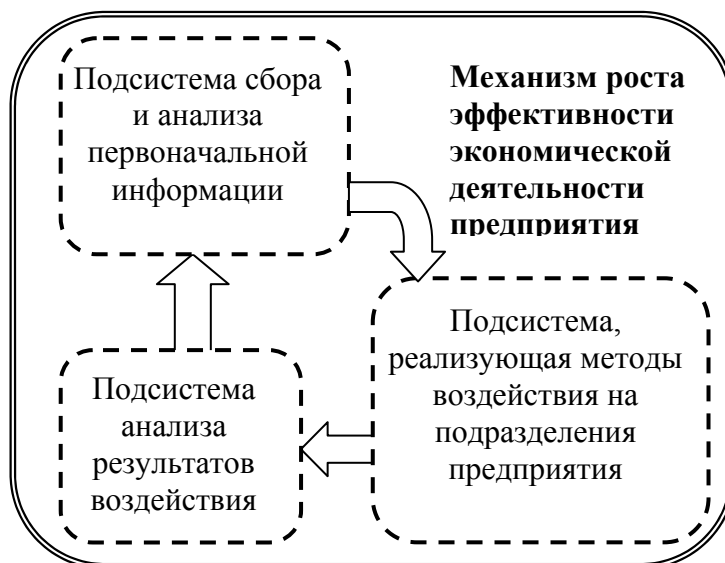 Подсистема сбора
и анализа
первоначальной
информации
Механизм роста
эффективности
экономической
деятельности
предприятия
Подсистема,
реализующая методы
воздействия на
подразделения
предприятия
Подсистема
анализа
результатов
воздействия